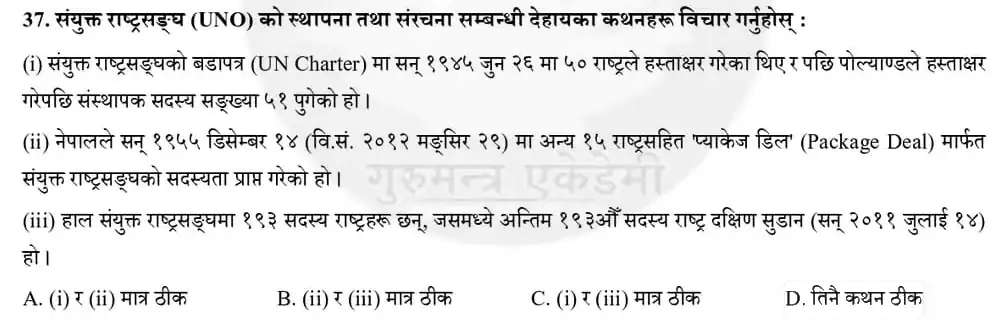 37. संयुक्त राष्ट्रसङ्घ (UNO) को स्थापना तथा संरचना सम्बन्धी देहायका कथनहरू विचार गर्नुहोस् :
(i) संयुक्त राष्ट्रसङ्घको बडापत्र (UN Charter) मा सन् १९४५ जुन २६ मा ५० राष्ट्रले हस्ताक्षर गरेका थिए र पछि पोल्याण्डले हस्ताक्षर
गरेपछि संस्थापक सदस्य सङ्ख्या ५१ पुगेको हो।
(ii) नेपालले सन् १९५५ डिसेम्बर १४ (वि.सं. २०१२ मङ्सिर २९) मा अन्य १५ राष्ट्रसहित 'प्याकेज डिल' (Package Deal) मार्फत
संयुक्त राष्ट्रसङ्घको सदस्यता प्राप्त गरेको हो।
गुरुमन्त्र एकेडेमी
(iii) हाल संयुक्त राष्ट्रसङ्घमा १९३ सदस्य राष्ट्रहरू छन्, जसमध्ये अन्तिम १९३औँ सदस्य राष्ट्र दक्षिण सुडान (सन् २०११ जुलाई १४)
हो।
A. (i) र (ii) मात्र ठीक B. (ii) र (iii) मात्र ठीक C. (i) र (iii) मात्र ठीक D. तिनै कथन ठीक